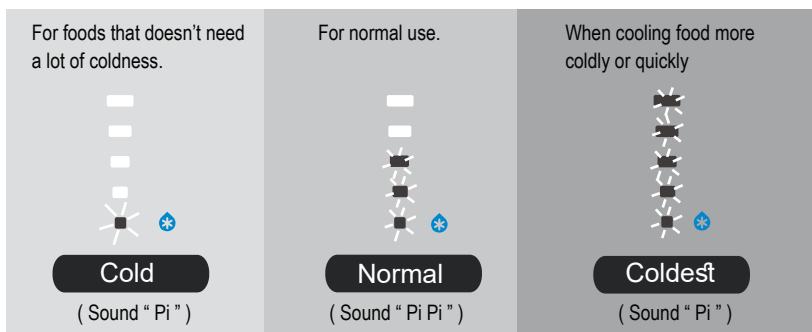 For foods that doesn't need
a lot of coldness.
Cold
( Sound “ Pi ” )
For normal use.
Normal
( Sound “ Pi Pi ” )
When cooling food more
coldly or quickly
Coldest
( Sound “ Pi ” )